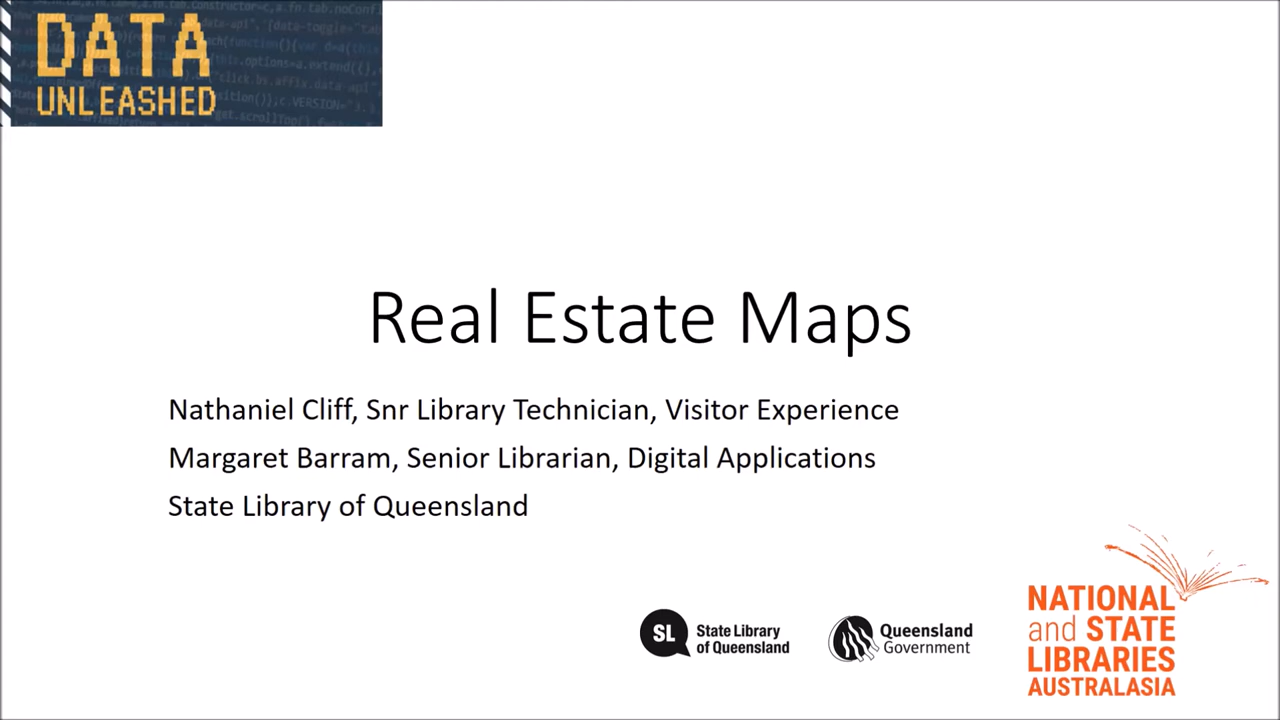 DATA
UNLEASHED
Real Estate Maps
Nathaniel Cliff, Snr Library Technician, Visitor Experience
Margaret Barram, Senior Librarian, Digital Applications
State Library of Queensland
SL
State Library
of Queensland
Queensland
Government
NATIONAL
and STATE
LIBRARIES
AUSTRALASIA